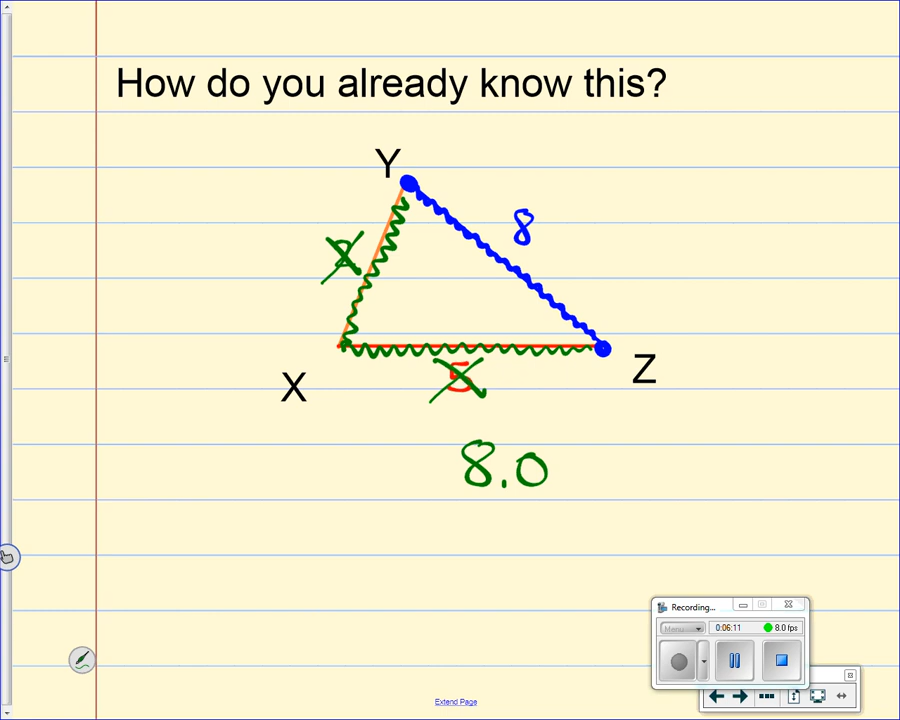 How do you already know this?
Y
8
Z
X
5
8.0
Recording...
Menu...
0:06:11
8.0 fps
Extend Page